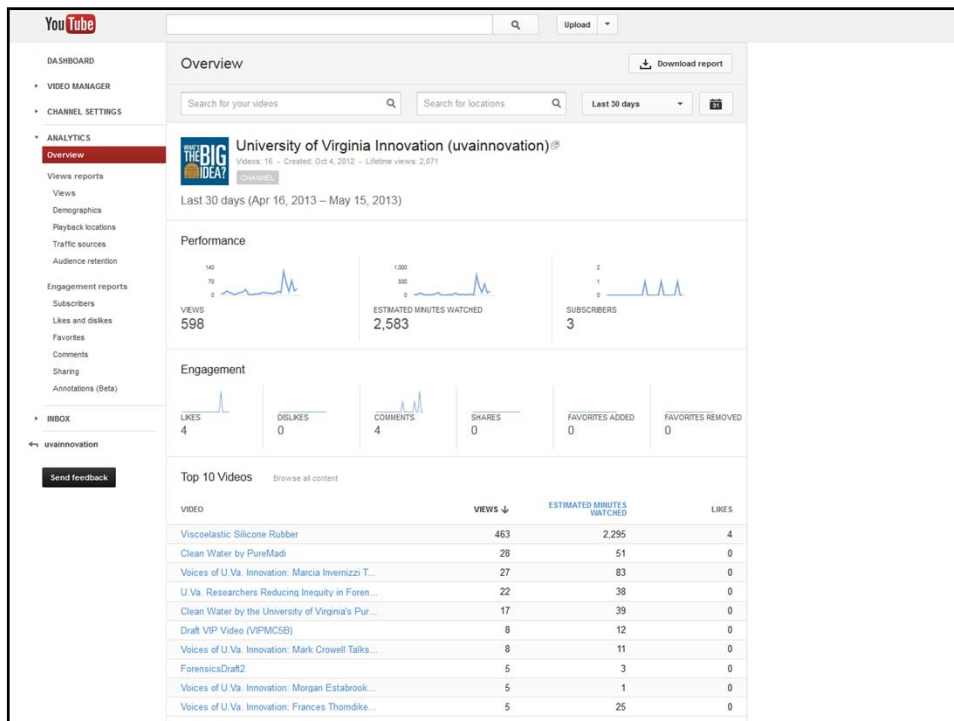 YouTube
Upload
DASHBOARD
VIDEO MANAGER
CHANNEL SETTINGS
ANALYTICS
Overview
Views reports
Views
Demographics
Playback locations
Traffic sources
Audience retention
Engagement reports
Subscribers
Likes and dislikes
Favorites
Comments
Sharing
Annotations (Beta)
INBOX
uvainnovation
Send feedback
Overview
Download report
Search for your videos
Search for locations
Last 30 days
31
WHAT'S THE BIG IDEA?
University of Virginia Innovation (uvainnovation)
Videos: 16 - Created: Oct 4, 2012 - Lifetime views: 2,071
CHANNEL
Last 30 days (Apr 16, 2013 – May 15, 2013)
Performance
140
70
0
VIEWS
598
1,000
500
0
ESTIMATED MINUTES WATCHED
2,583
2
1
0
SUBSCRIBERS
3
Engagement
LIKES
4
DISLIKES
0
COMMENTS
4
SHARES
0
FAVORITES ADDED
0
FAVORITES REMOVED
0
Top 10 Videos Browse all content
VIDEO VIEWS ESTIMATED MINUTES WATCHED LIKES
Viscoelastic Silicone Rubber 463 2,295 4
Clean Water by PureMadi 28 51 0
Voices of U.Va. Innovation: Marcia Invernizzi T... 27 83 0
U.Va. Researchers Reducing Inequity in Foren... 22 38 0
Clean Water by the University of Virginia's Pur... 17 39 0
Draft VIP Video (VIPMC5B) 8 12 0
Voices of U.Va. Innovation: Mark Crowell Talks... 8 11 0
ForensicsDraft2 5 3 0
Voices of U.Va. Innovation: Morgan Estabrook... 5 1 0
Voices of U.Va. Innovation: Frances Thorndike... 5 25 0